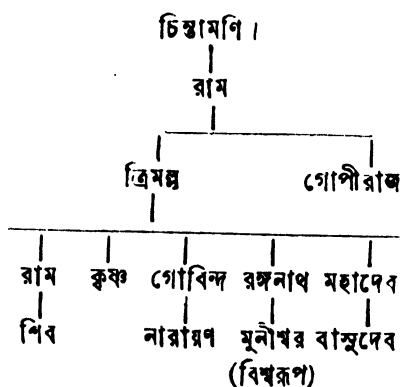 চিন্তামণি ।
রাম
ত্রিমল্ল গোপীরাজ
রাম কৃষ্ণ গোবিন্দ রঙ্গনাথ মহাদেব
শিব নারায়ণ মুনীশ্বর বাসুদেব
(বিশ্বরূপ)